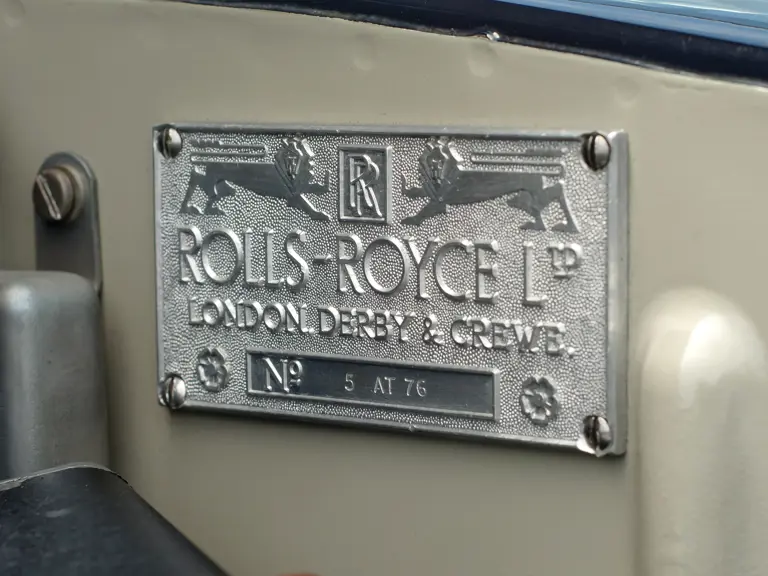 RR
ROLLS-ROYCE LTD
LONDON. DERBY & CREWE.
Nº 5 AT 76